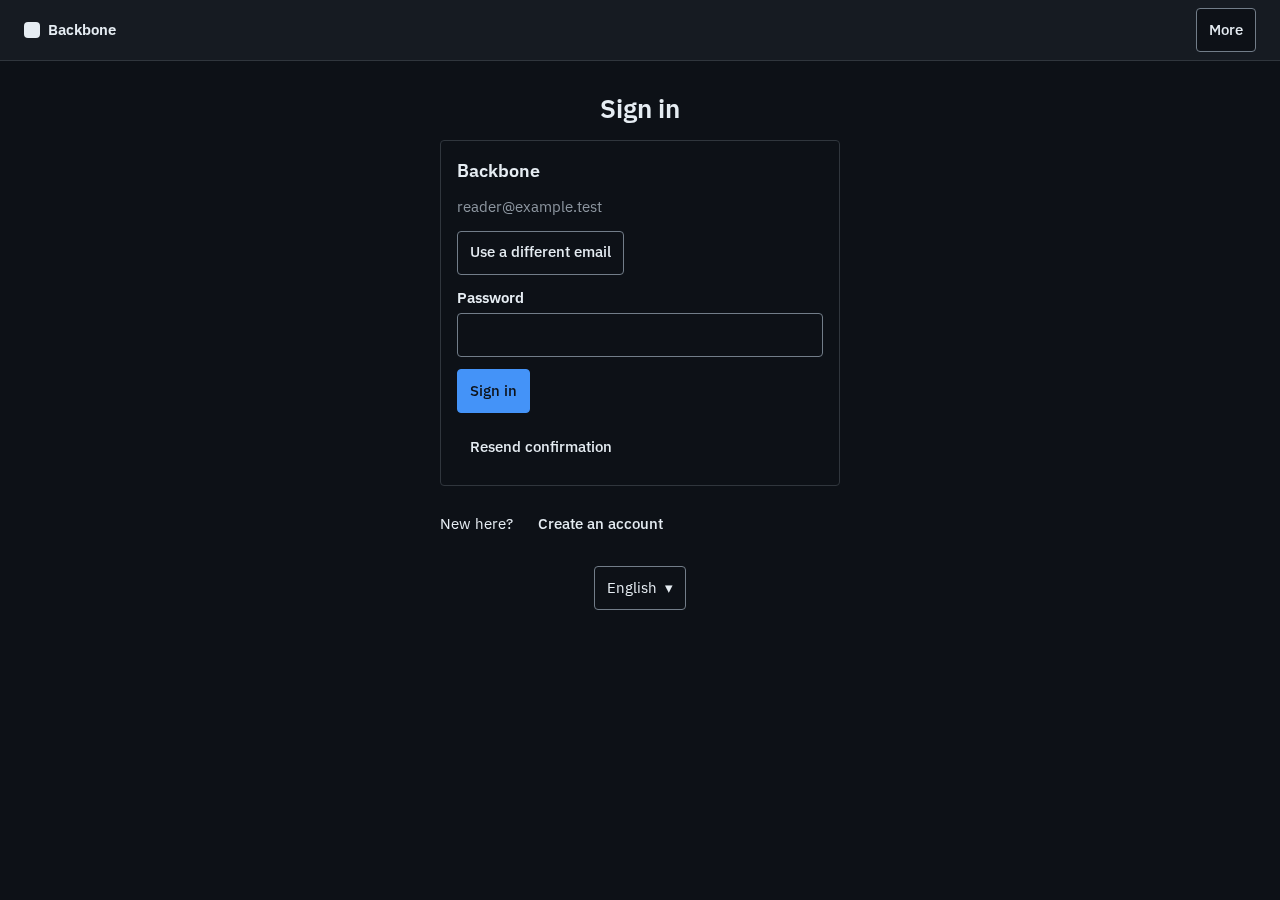 Backbone
More
Sign in
Backbone
reader@example.test
Use a different email
Password
Sign in
Resend confirmation
New here? Create an account
English ▾